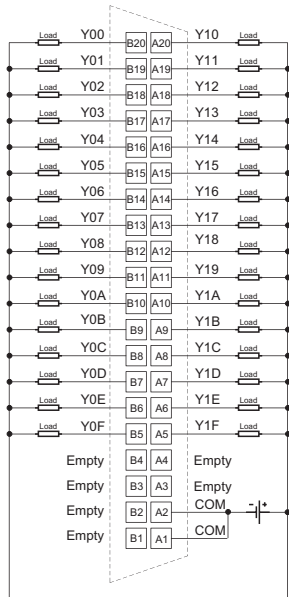 Load Y00 B20 A20 Y10 Load
Load Y01 B19 A19 Y11 Load
Load Y02 B18 A18 Y12 Load
Load Y03 B17 A17 Y13 Load
Load Y04 B16 A16 Y14 Load
Load Y05 B15 A15 Y15 Load
Load Y06 B14 A14 Y16 Load
Load Y07 B13 A13 Y17 Load
Load Y08 B12 A12 Y18 Load
Load Y09 B11 A11 Y19 Load
Load Y0A B10 A10 Y1A Load
Load Y0B B9 A9 Y1B Load
Load Y0C B8 A8 Y1C Load
Load Y0D B7 A7 Y1D Load
Load Y0E B6 A6 Y1E Load
Load Y0F B5 A5 Y1F Load
Empty B4 A4 Empty
Empty B3 A3 Empty
Empty B2 A2 COM - +
Empty B1 A1 COM